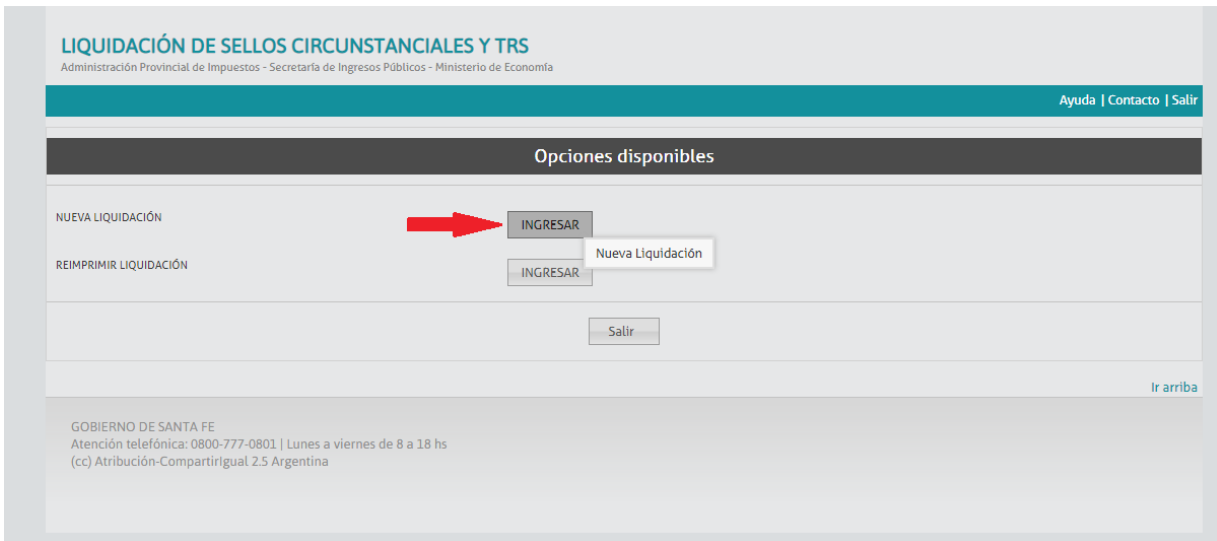 LIQUIDACIÓN DE SELLOS CIRCUNSTANCIALES Y TRS
Administración Provincial de Impuestos - Secretaría de Ingresos Públicos - Ministerio de Economía
Ayuda | Contacto | Salir
Opciones disponibles
NUEVA LIQUIDACIÓN
INGRESAR
Nueva Liquidación
REIMPRIMIR LIQUIDACIÓN
INGRESAR
Salir
Ir arriba
GOBIERNO DE SANTA FE
Atención telefónica: 0800-777-0801 | Lunes a viernes de 8 a 18 hs
(cc) Atribución-CompartirIgual 2.5 Argentina